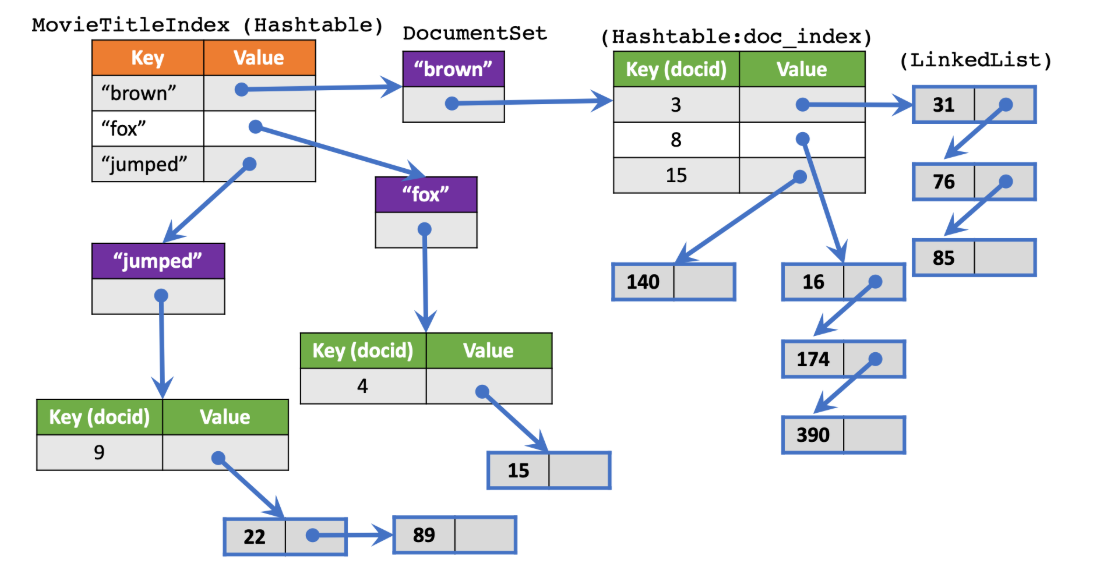 MovieTitleIndex (Hashtable)
DocumentSet
(Hashtable:doc_index)
(LinkedList)
Key Value
“brown”
“fox”
“jumped”
“brown”
Key (docid) Value
3
8
15
31
76
85
“fox”
“jumped”
140
16
174
390
Key (docid) Value
4
15
Key (docid) Value
9
22
89